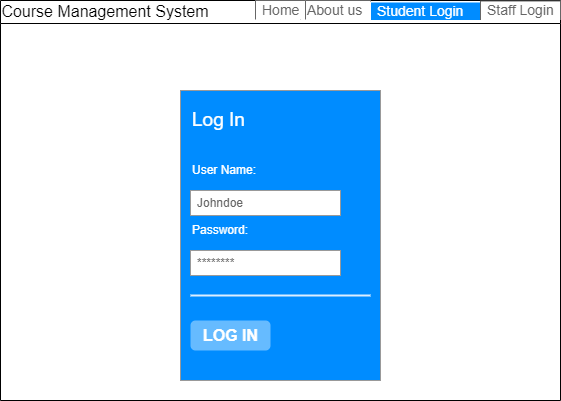 Course Management System Home About us Student Login Staff Login
Log In
User Name:
Johndoe
Password:
********
LOG IN